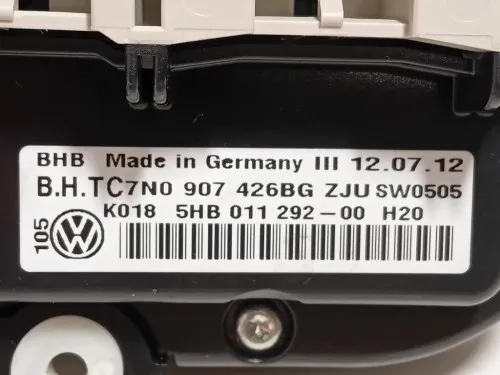 BHB Made in Germany III 12.07.12
B.H.TC7N0 907 426BG ZJU SW0505
K018 5HB 011 292-00 H20
105